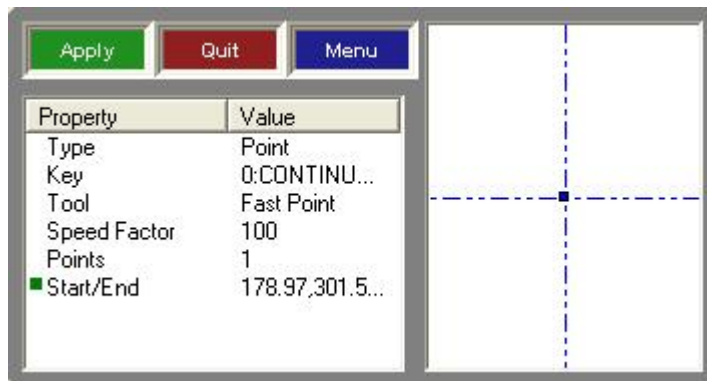 Apply Quit Menu
Property Value
Type Point
Key 0:CONTINU...
Tool Fast Point
Speed Factor 100
Points 1
Start/End 178.97,301.5...